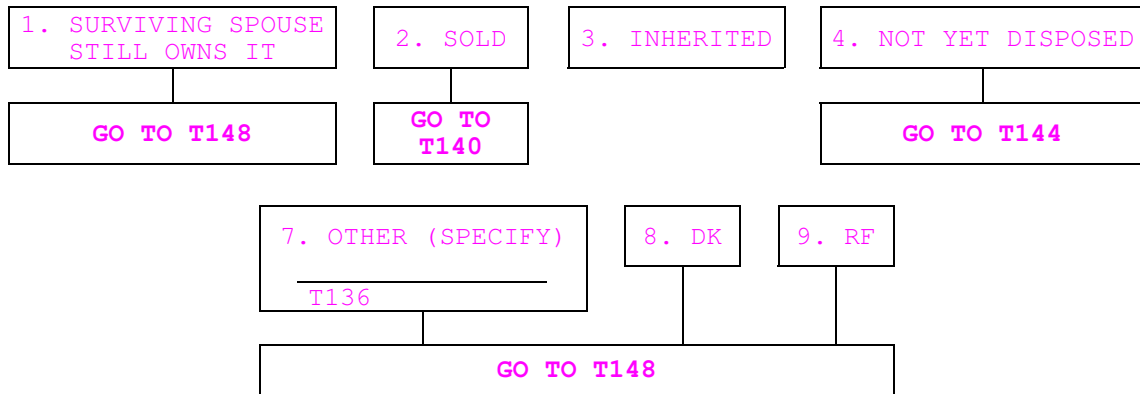 1. SURVIVING SPOUSE
STILL OWNS IT
2. SOLD
3. INHERITED
4. NOT YET DISPOSED
GO TO T148
GO TO
T140
GO TO T144
7. OTHER (SPECIFY)
T136
8. DK
9. RF
GO TO T148